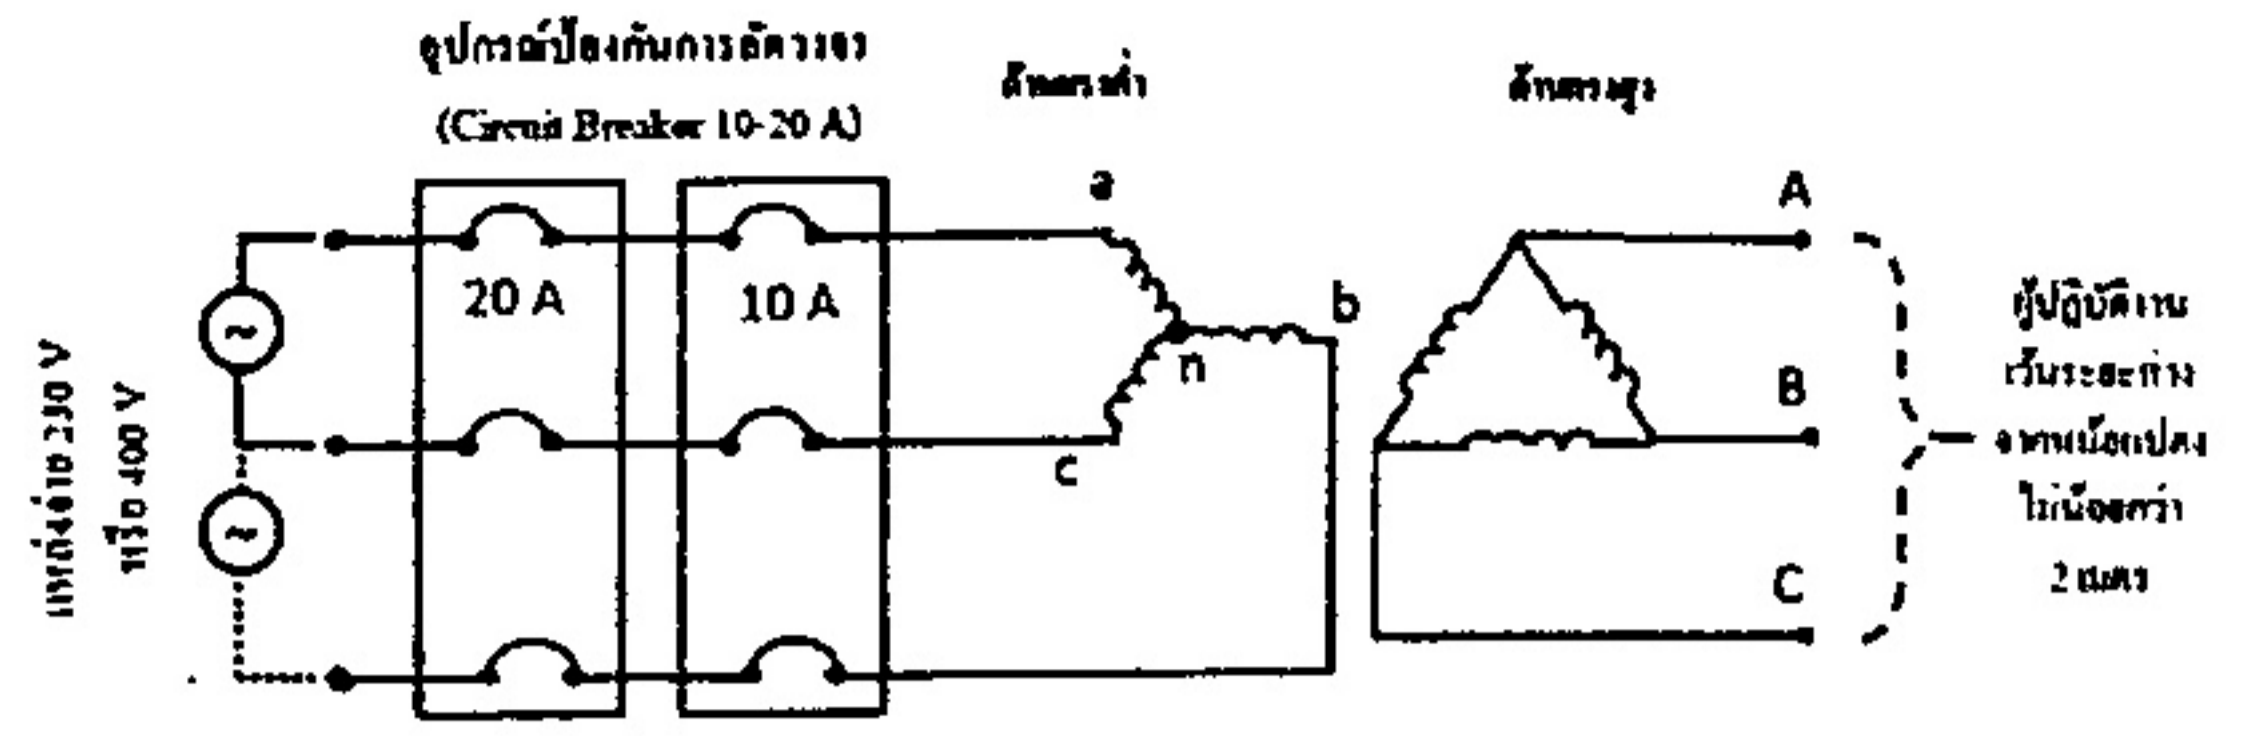 อุปกรณ์ป้องกันการลัดวงจร
(Circuit Breaker 10-20 A)
ด้านแรงต่ำ
ด้านแรงสูง
a
A
20 A
10 A
b
n
B
c
C
แหล่งจ่าย 230 V
หรือ 400 V
ผู้ปฏิบัติงาน
เว้นระยะห่าง
จากหม้อแปลง
ไม่น้อยกว่า
2 เมตร